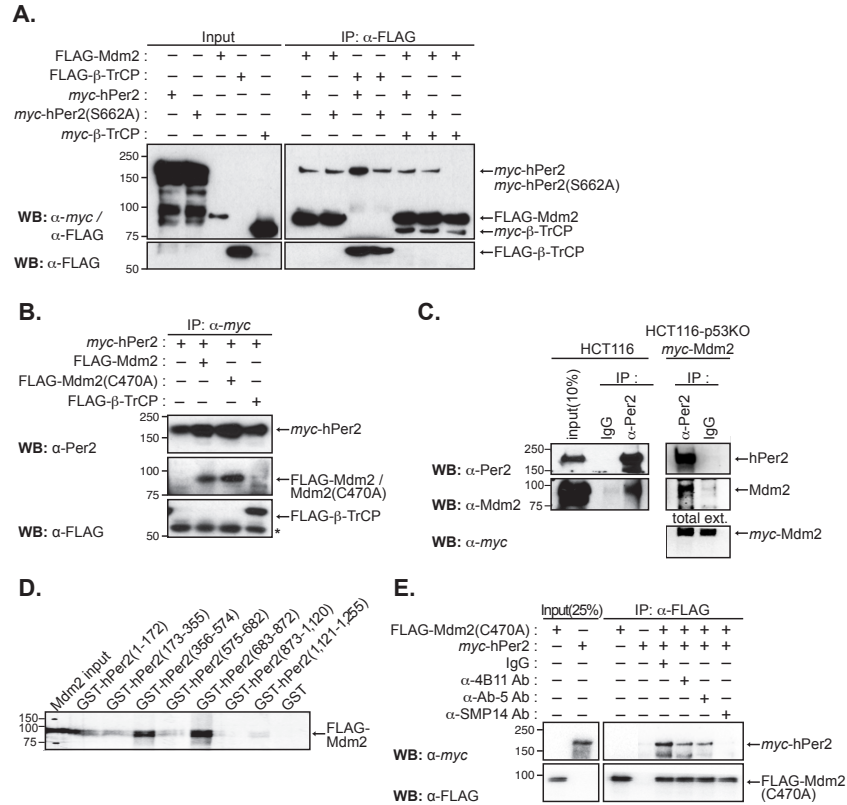 A.
Input IP: α-FLAG
FLAG-Mdm2 : – – + – – + + – – + + +
FLAG-β-TrCP : – – – + – – – + + – – –
myc-hPer2 : + – – – – + – + – + – –
myc-hPer2(S662A) : – + – – – – + – + – + –
myc-β-TrCP : – – – – + – – – – + + +
250
150
100
75
50
WB: α-myc /
α-FLAG
WB: α-FLAG
←myc-hPer2
myc-hPer2(S662A)
←FLAG-Mdm2
←myc-β-TrCP
←FLAG-β-TrCP
B.
IP: α-myc
myc-hPer2 : + + + +
FLAG-Mdm2 : – + – –
FLAG-Mdm2(C470A) : – – + –
FLAG-β-TrCP : – – – +
250
150
WB: α-Per2
←myc-hPer2
100
75
←FLAG-Mdm2 /
Mdm2(C470A)
←FLAG-β-TrCP
*
50
WB: α-FLAG
C.
HCT116
HCT116-p53KO
myc-Mdm2
input(10%)
IP :
IgG
α-Per2
IP :
α-Per2
IgG
250
150
WB: α-Per2
←hPer2
100
75
WB: α-Mdm2
←Mdm2
total ext.
WB: α-myc
←myc-Mdm2
D.
Mdm2 input
GST-hPer2(1-172)
GST-hPer2(173-355)
GST-hPer2(356-574)
GST-hPer2(575-682)
GST-hPer2(683-872)
GST-hPer2(873-1,120)
GST-hPer2(1,121-1,255)
GST
150
100
75
←FLAG-
Mdm2
E.
Input(25%) IP: α-FLAG
FLAG-Mdm2(C470A) : + – + – + + + +
myc-hPer2 : – + – + + + + +
IgG : – – + – – –
α-4B11 Ab : – – – + – –
α-Ab-5 Ab : – – – – + –
α-SMP14 Ab : – – – – – +
250
150
WB: α-myc
←myc-hPer2
100
WB: α-FLAG
←FLAG-Mdm2
(C470A)